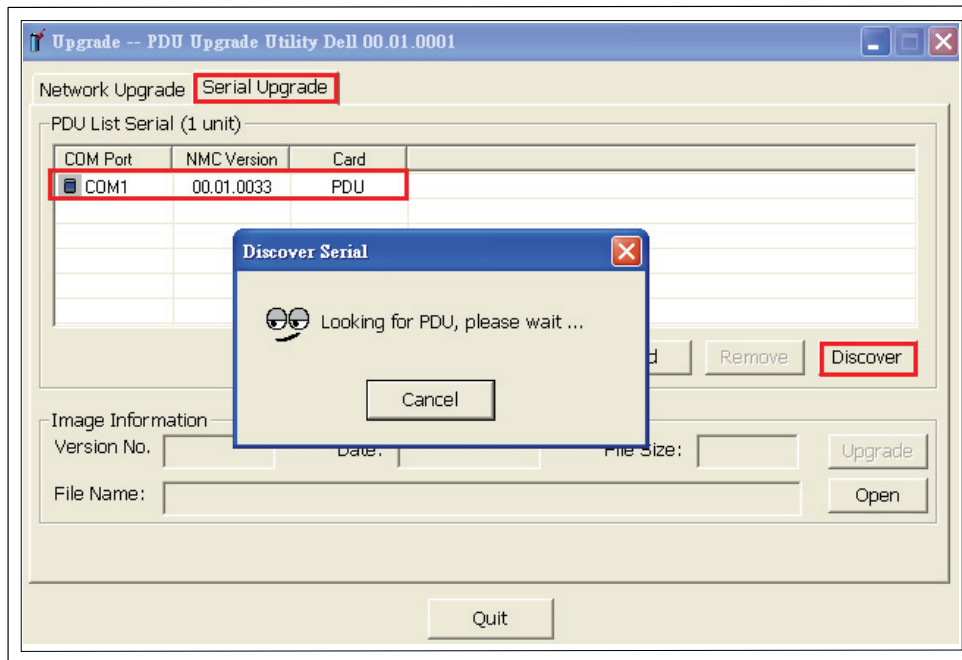 Upgrade -- PDU Upgrade Utility Dell 00.01.0001
Network Upgrade Serial Upgrade
PDU List Serial (1 unit)
COM Port NMC Version Card
COM1 00.01.0033 PDU
Discover Serial
Looking for PDU, please wait ...
Cancel
Remove Discover
Image Information
Version No. Date: File Size: Upgrade
File Name: Open
Quit